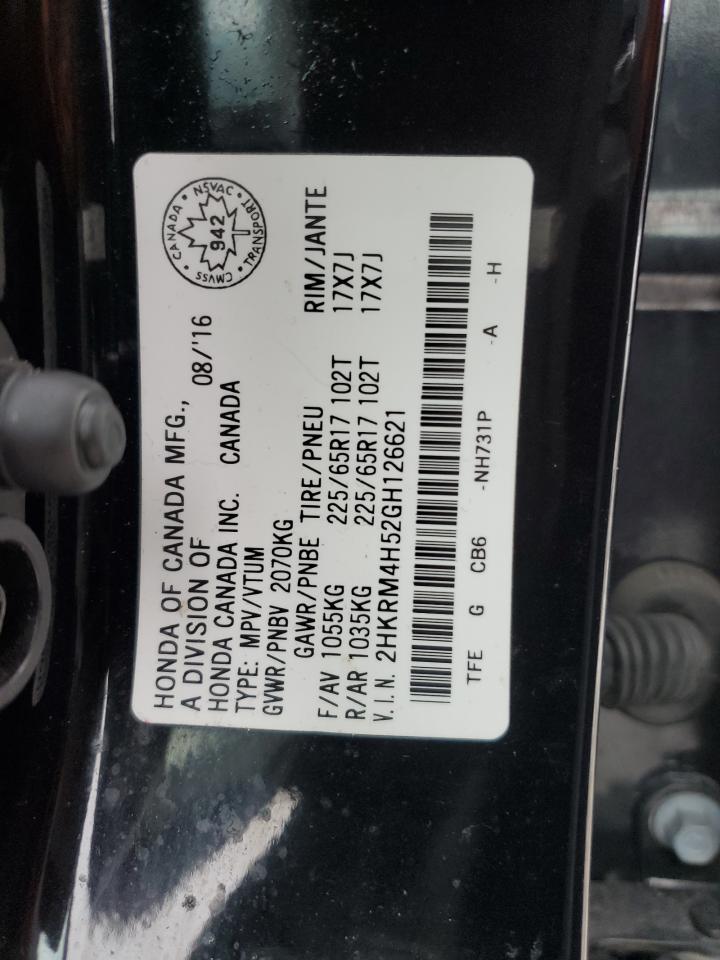 HONDA OF CANADA MFG., 08/'16
A DIVISION OF
HONDA CANADA INC. CANADA
TYPE: MPV/VTUM
GVWR/PNBV 2070KG
GAWR/PNBE TIRE/PNEU RIM/JANTE
F/AV 1055KG 225/65R17 102T 17X7J
R/AR 1035KG 225/65R17 102T 17X7J
V.I.N. 2HKRM4H52GH126621
TFE G CB6 -NH731P -A -H
CANADA · NSVAC · TRANSPORT · CMVSS ·
942